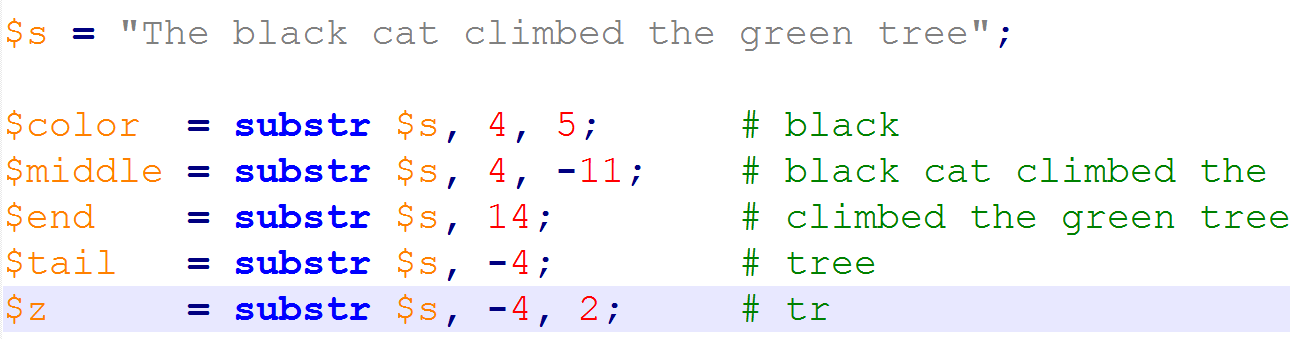 $s = "The black cat climbed the green tree";
$color  = substr $s, 4, 5;      # black
$middle = substr $s, 4, -11;    # black cat climbed the
$end    = substr $s, 14;        # climbed the green tree
$tail   = substr $s, -4;        # tree
$z      = substr $s, -4, 2;     # tr